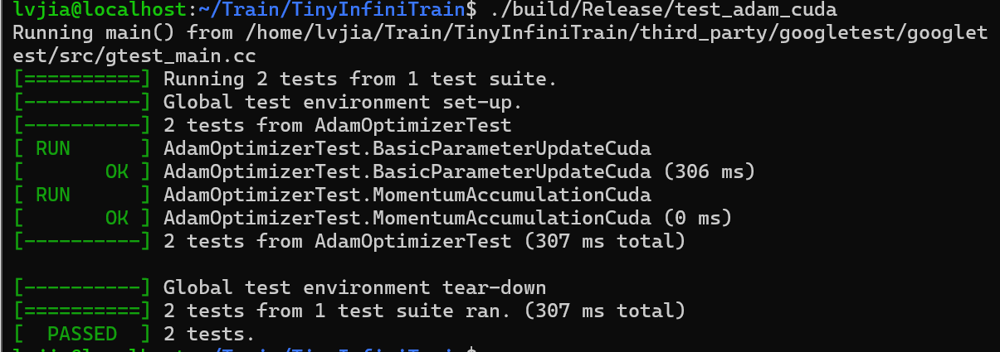 lvjia@localhost:~/Train/TinyInfiniTrain$ ./build/Release/test_adam_cuda
Running main() from /home/lvjia/Train/TinyInfiniTrain/third_party/googletest/googlet
est/src/gtest_main.cc
[==========] Running 2 tests from 1 test suite.
[----------] Global test environment set-up.
[----------] 2 tests from AdamOptimizerTest
[ RUN      ] AdamOptimizerTest.BasicParameterUpdateCuda
[       OK ] AdamOptimizerTest.BasicParameterUpdateCuda (306 ms)
[ RUN      ] AdamOptimizerTest.MomentumAccumulationCuda
[       OK ] AdamOptimizerTest.MomentumAccumulationCuda (0 ms)
[----------] 2 tests from AdamOptimizerTest (307 ms total)
[----------] Global test environment tear-down
[==========] 2 tests from 1 test suite ran. (307 ms total)
[  PASSED  ] 2 tests.